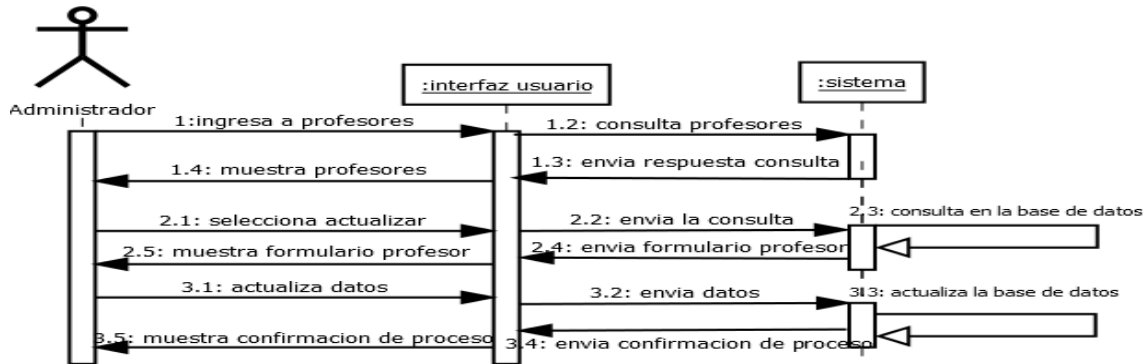 :interfaz usuario
:sistema
Administrador
1:ingresa a profesores
1.2: consulta profesores
1.3: envia respuesta consulta
1.4: muestra profesores
2.1: selecciona actualizar
2.2: envia la consulta
2.3: consulta en la base de datos
2.4: envia formulario profesor
2.5: muestra formulario profesor
3.1: actualiza datos
3.2: envia datos
3.3: actualiza la base de datos
3.4: envia confirmacion de proceso
3.5: muestra confirmacion de proceso